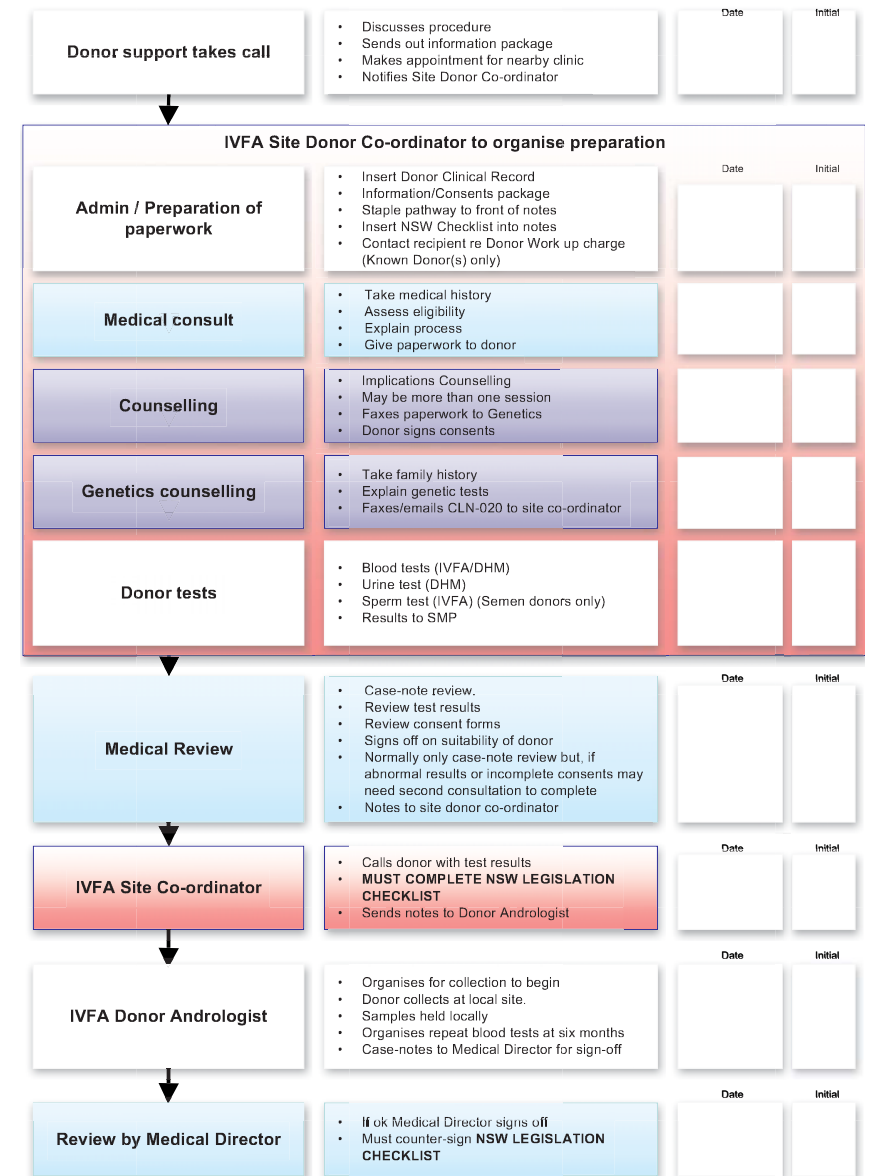 Date Initial
Donor support takes call
• Discusses procedure
• Sends out information package
• Makes appointment for nearby clinic
• Notifies Site Donor Co-ordinator
IVFA Site Donor Co-ordinator to organise preparation
Date Initial
Admin / Preparation of
paperwork
• Insert Donor Clinical Record
• Information/Consents package
• Staple pathway to front of notes
• Insert NSW Checklist into notes
• Contact recipient re Donor Work up charge
(Known Donor(s) only)
Medical consult
• Take medical history
• Assess eligibility
• Explain process
• Give paperwork to donor
Counselling
• Implications Counselling
• May be more than one session
• Faxes paperwork to Genetics
• Donor signs consents
Genetics counselling
• Take family history
• Explain genetic tests
• Faxes/emails CLN-020 to site co-ordinator
Donor tests
• Blood tests (IVFA/DHM)
• Urine test (DHM)
• Sperm test (IVFA) (Semen donors only)
• Results to SMP
Date Initial
Medical Review
• Case-note review.
• Review test results
• Review consent forms
• Signs off on suitability of donor
• Normally only case-note review but, if
abnormal results or incomplete consents may
need second consultation to complete
• Notes to site donor co-ordinator
Date Initial
IVFA Site Co-ordinator
• Calls donor with test results
• MUST COMPLETE NSW LEGISLATION
CHECKLIST
• Sends notes to Donor Andrologist
Date Initial
IVFA Donor Andrologist
• Organises for collection to begin
• Donor collects at local site.
• Samples held locally
• Organises repeat blood tests at six months
• Case-notes to Medical Director for sign-off
Date Initial
Review by Medical Director
• If ok Medical Director signs off
• Must counter-sign NSW LEGISLATION
CHECKLIST